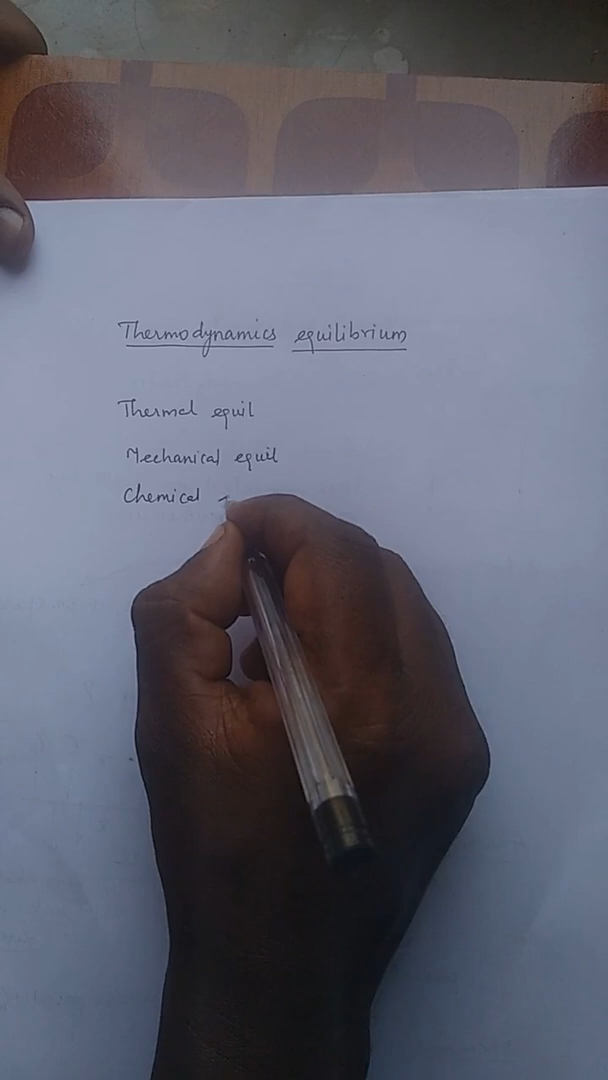 Thermodynamics equilibrium
Thermal equil
Mechanical equil
Chemical